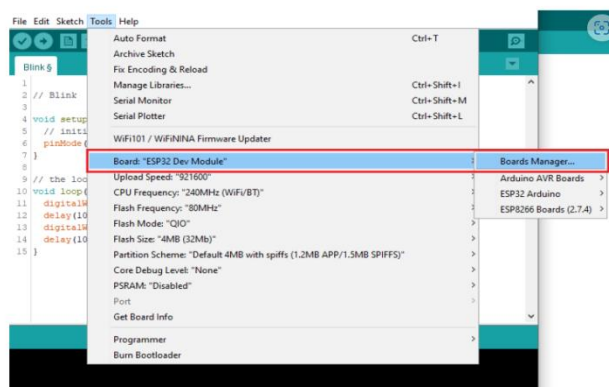 File Edit Sketch Tools Help
Blink §
1
2 // Blink
3
4 void setup
5 // initi
6 pinMode(
7 }
8
9 // the loo
10 void loop(
11 digitalW
12 delay(10
13 digitalW
14 delay(10
15 }
Auto Format Ctrl+T
Archive Sketch
Fix Encoding & Reload
Manage Libraries... Ctrl+Shift+I
Serial Monitor Ctrl+Shift+M
Serial Plotter Ctrl+Shift+L
WiFi101 / WiFiNINA Firmware Updater
Board: "ESP32 Dev Module"
Upload Speed: "921600"
CPU Frequency: "240MHz (WiFi/BT)"
Flash Frequency: "80MHz"
Flash Mode: "QIO"
Flash Size: "4MB (32Mb)"
Partition Scheme: "Default 4MB with spiffs (1.2MB APP/1.5MB SPIFFS)"
Core Debug Level: "None"
PSRAM: "Disabled"
Port
Get Board Info
Programmer
Burn Bootloader
Boards Manager...
Arduino AVR Boards
ESP32 Arduino
ESP8266 Boards (2.7.4)